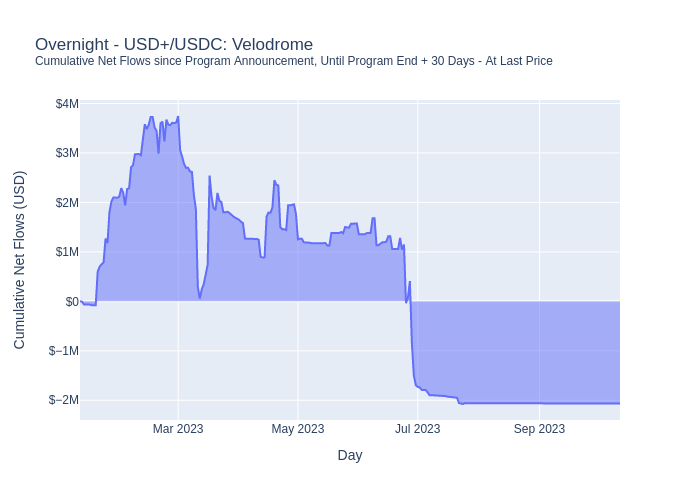 Overnight - USD+/USDC: Velodrome
Cumulative Net Flows since Program Announcement, Until Program End + 30 Days - At Last Price
Cumulative Net Flows (USD)
$4M
$3M
$2M
$1M
$0
$−1M
$−2M
Mar 2023
May 2023
Jul 2023
Sep 2023
Day